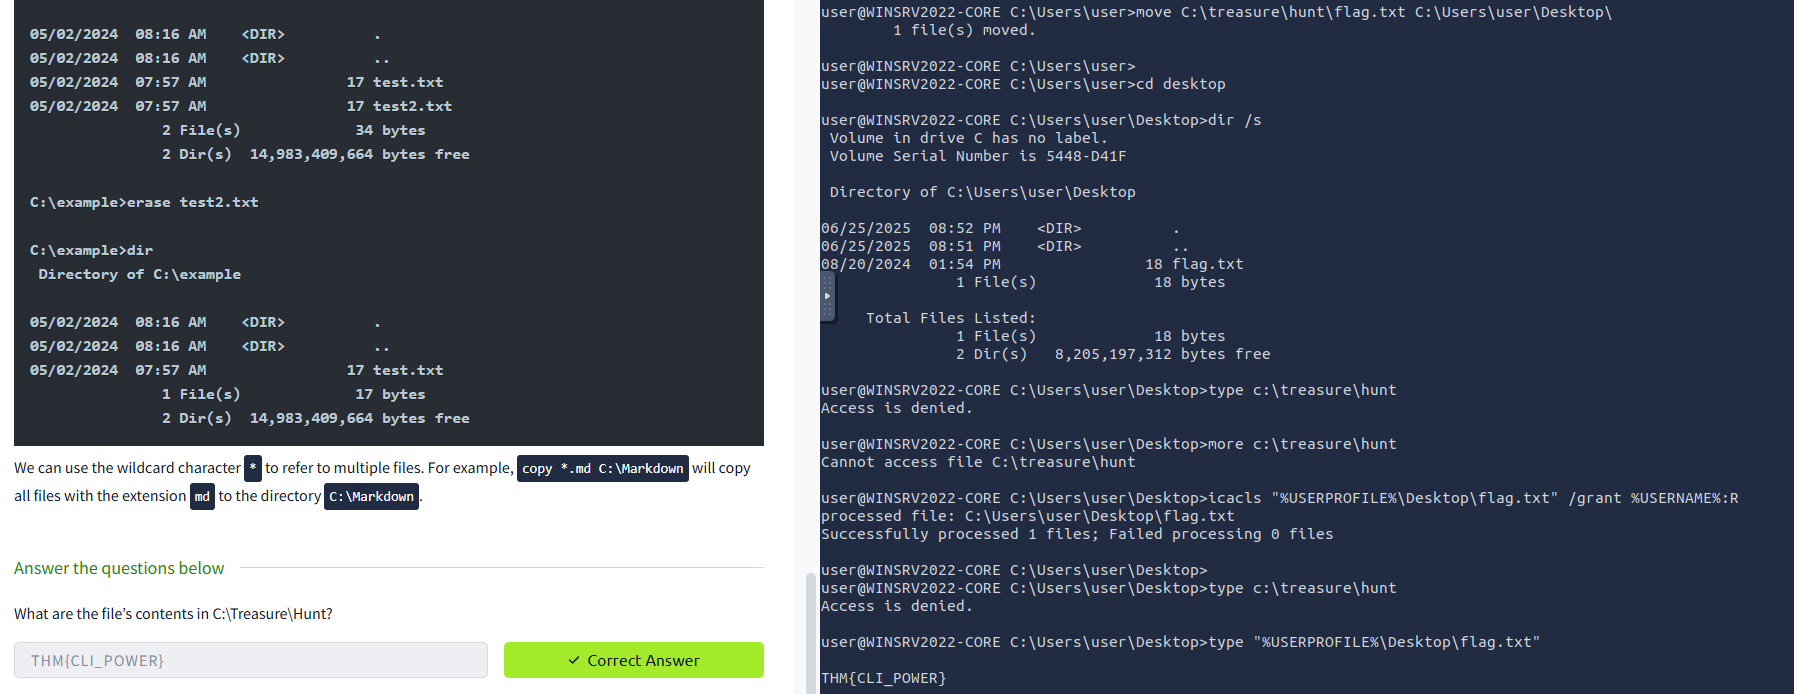 05/02/2024  08:16 AM    <DIR>          .
05/02/2024  08:16 AM    <DIR>          ..
05/02/2024  07:57 AM                17 test.txt
05/02/2024  07:57 AM                17 test2.txt
               2 File(s)             34 bytes
               2 Dir(s)  14,983,409,664 bytes free
C:\example>erase test2.txt
C:\example>dir
 Directory of C:\example
05/02/2024  08:16 AM    <DIR>          .
05/02/2024  08:16 AM    <DIR>          ..
05/02/2024  07:57 AM                17 test.txt
               1 File(s)             17 bytes
               2 Dir(s)  14,983,409,664 bytes free
We can use the wildcard character * to refer to multiple files. For example, copy *.md C:\Markdown will copy
all files with the extension md to the directory C:\Markdown.
Answer the questions below
What are the file’s contents in C:\Treasure\Hunt?
THM{CLI_POWER}
✓ Correct Answer
user@WINSRV2022-CORE C:\Users\user>move C:\treasure\hunt\flag.txt C:\Users\user\Desktop\
        1 file(s) moved.
user@WINSRV2022-CORE C:\Users\user>
user@WINSRV2022-CORE C:\Users\user>cd desktop
user@WINSRV2022-CORE C:\Users\user\Desktop>dir /s
 Volume in drive C has no label.
 Volume Serial Number is 5448-D41F
 Directory of C:\Users\user\Desktop
06/25/2025  08:52 PM    <DIR>          .
06/25/2025  08:51 PM    <DIR>          ..
08/20/2024  01:54 PM                18 flag.txt
               1 File(s)             18 bytes
     Total Files Listed:
               1 File(s)             18 bytes
               2 Dir(s)   8,205,197,312 bytes free
user@WINSRV2022-CORE C:\Users\user\Desktop>type c:\treasure\hunt
Access is denied.
user@WINSRV2022-CORE C:\Users\user\Desktop>more c:\treasure\hunt
Cannot access file C:\treasure\hunt
user@WINSRV2022-CORE C:\Users\user\Desktop>icacls "%USERPROFILE%\Desktop\flag.txt" /grant %USERNAME%:R
processed file: C:\Users\user\Desktop\flag.txt
Successfully processed 1 files; Failed processing 0 files
user@WINSRV2022-CORE C:\Users\user\Desktop>
user@WINSRV2022-CORE C:\Users\user\Desktop>type c:\treasure\hunt
Access is denied.
user@WINSRV2022-CORE C:\Users\user\Desktop>type "%USERPROFILE%\Desktop\flag.txt"
THM{CLI_POWER}